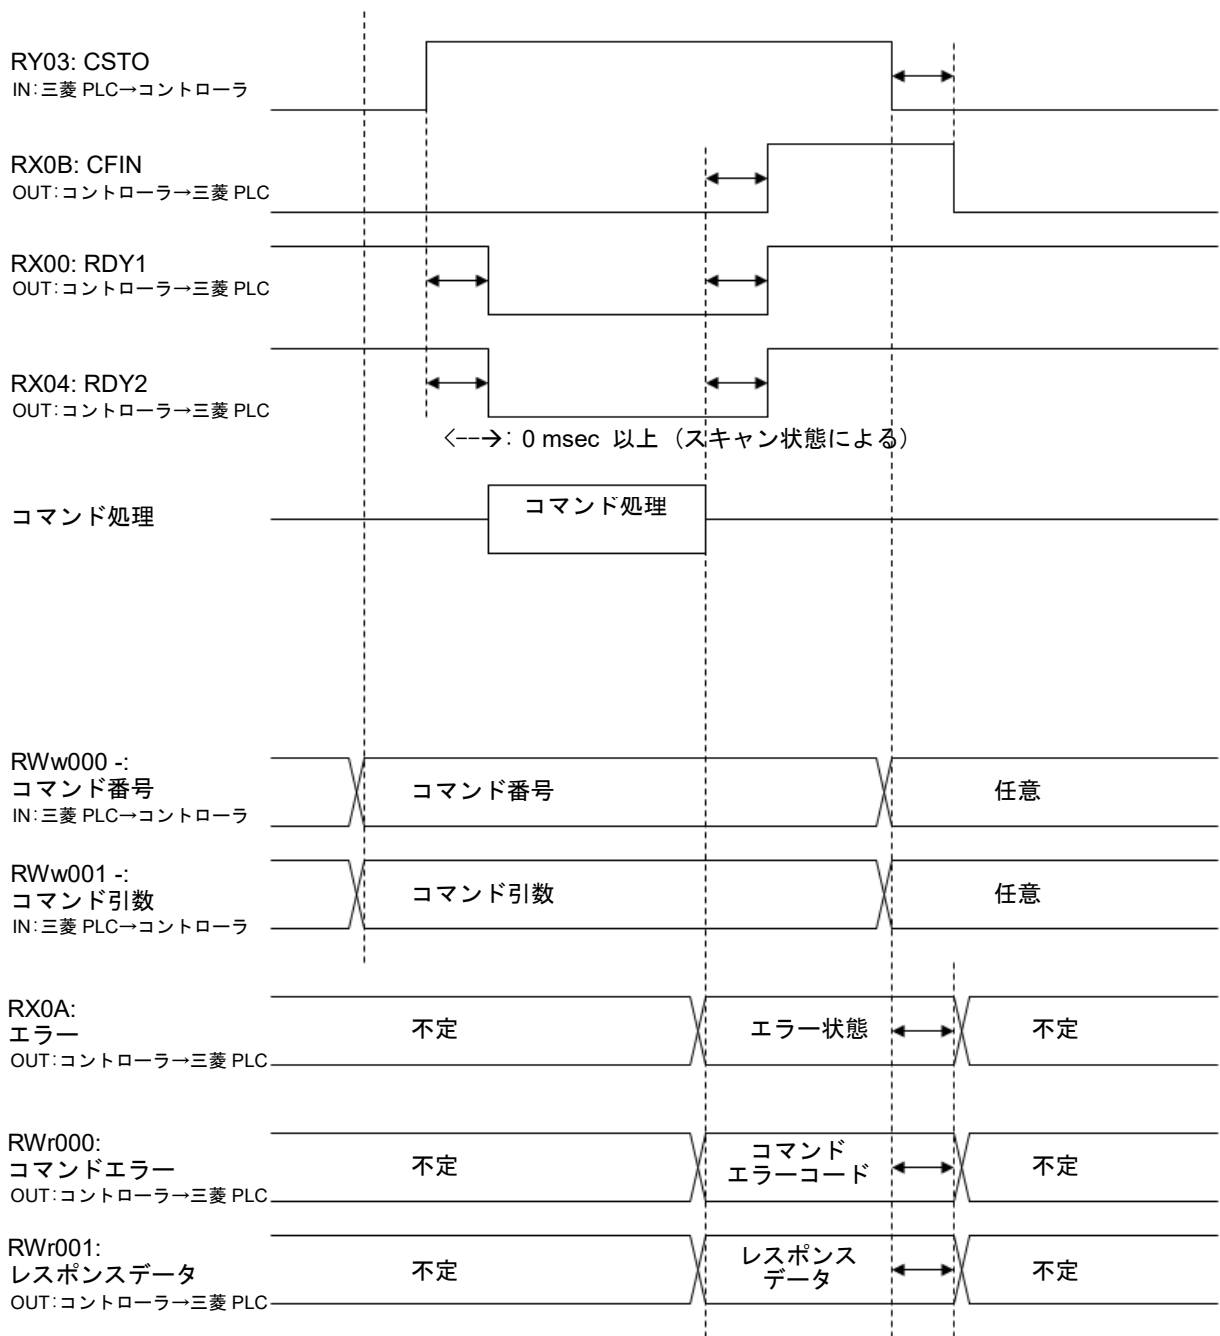 RY03: CSTO
IN:三菱 PLC→コントローラ
RX0B: CFIN
OUT:コントローラ→三菱 PLC
RX00: RDY1
OUT:コントローラ→三菱 PLC
RX04: RDY2
OUT:コントローラ→三菱 PLC
<--→: 0 msec 以上（スキャン状態による）
コマンド処理
コマンド処理
RWw000 -:
コマンド番号
IN:三菱 PLC→コントローラ
コマンド番号
任意
RWw001 -:
コマンド引数
IN:三菱 PLC→コントローラ
コマンド引数
任意
RX0A:
エラー
OUT:コントローラ→三菱 PLC
不定
エラー状態
不定
RWr000:
コマンドエラー
OUT:コントローラ→三菱 PLC
不定
コマンド
エラーコード
不定
RWr001:
レスポンスデータ
OUT:コントローラ→三菱 PLC
不定
レスポンス
データ
不定